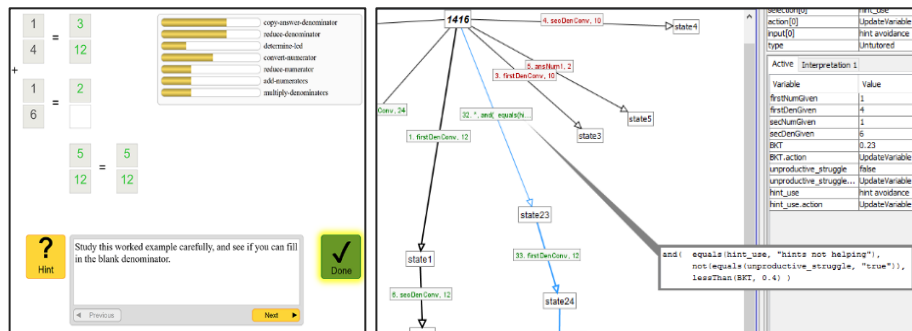 1
4
=
3
12
+
1
6
=
2
5
12
=
5
12
copy-answer-denominator
reduce-denominator
determine-lcd
convert-numerator
reduce-numerator
add-numerators
multiply-denominators
?
Hint
Study this worked example carefully, and see if you can fill
in the blank denominator.
Previous
Next
✓
Done
1416
4. secDenConv, 10
state4
5. ansNum1, 2
3. firstDenConv, 10
Conv, 24
32. *, and( equals(hi...
state5
state3
1. firstDenConv, 12
state23
33. firstDenConv, 12
state1
6. secDenConv, 12
state24
selection[0] hint_use
action[0] UpdateVariable
input[0] hint avoidance
type Untutored
Active Interpretation 1
Variable Value
firstNumGiven 1
firstDenGiven 4
secNumGiven 1
secDenGiven 6
BKT 0.23
BKT.action UpdateVariable
unproductive_struggle false
unproductive_struggle... UpdateVariable
hint_use hint avoidance
hint_use.action UpdateVariable
and( equals(hint_use, "hints not helping"),
not(equals(unproductive_struggle, "true")),
lessThan(BKT, 0.4) )